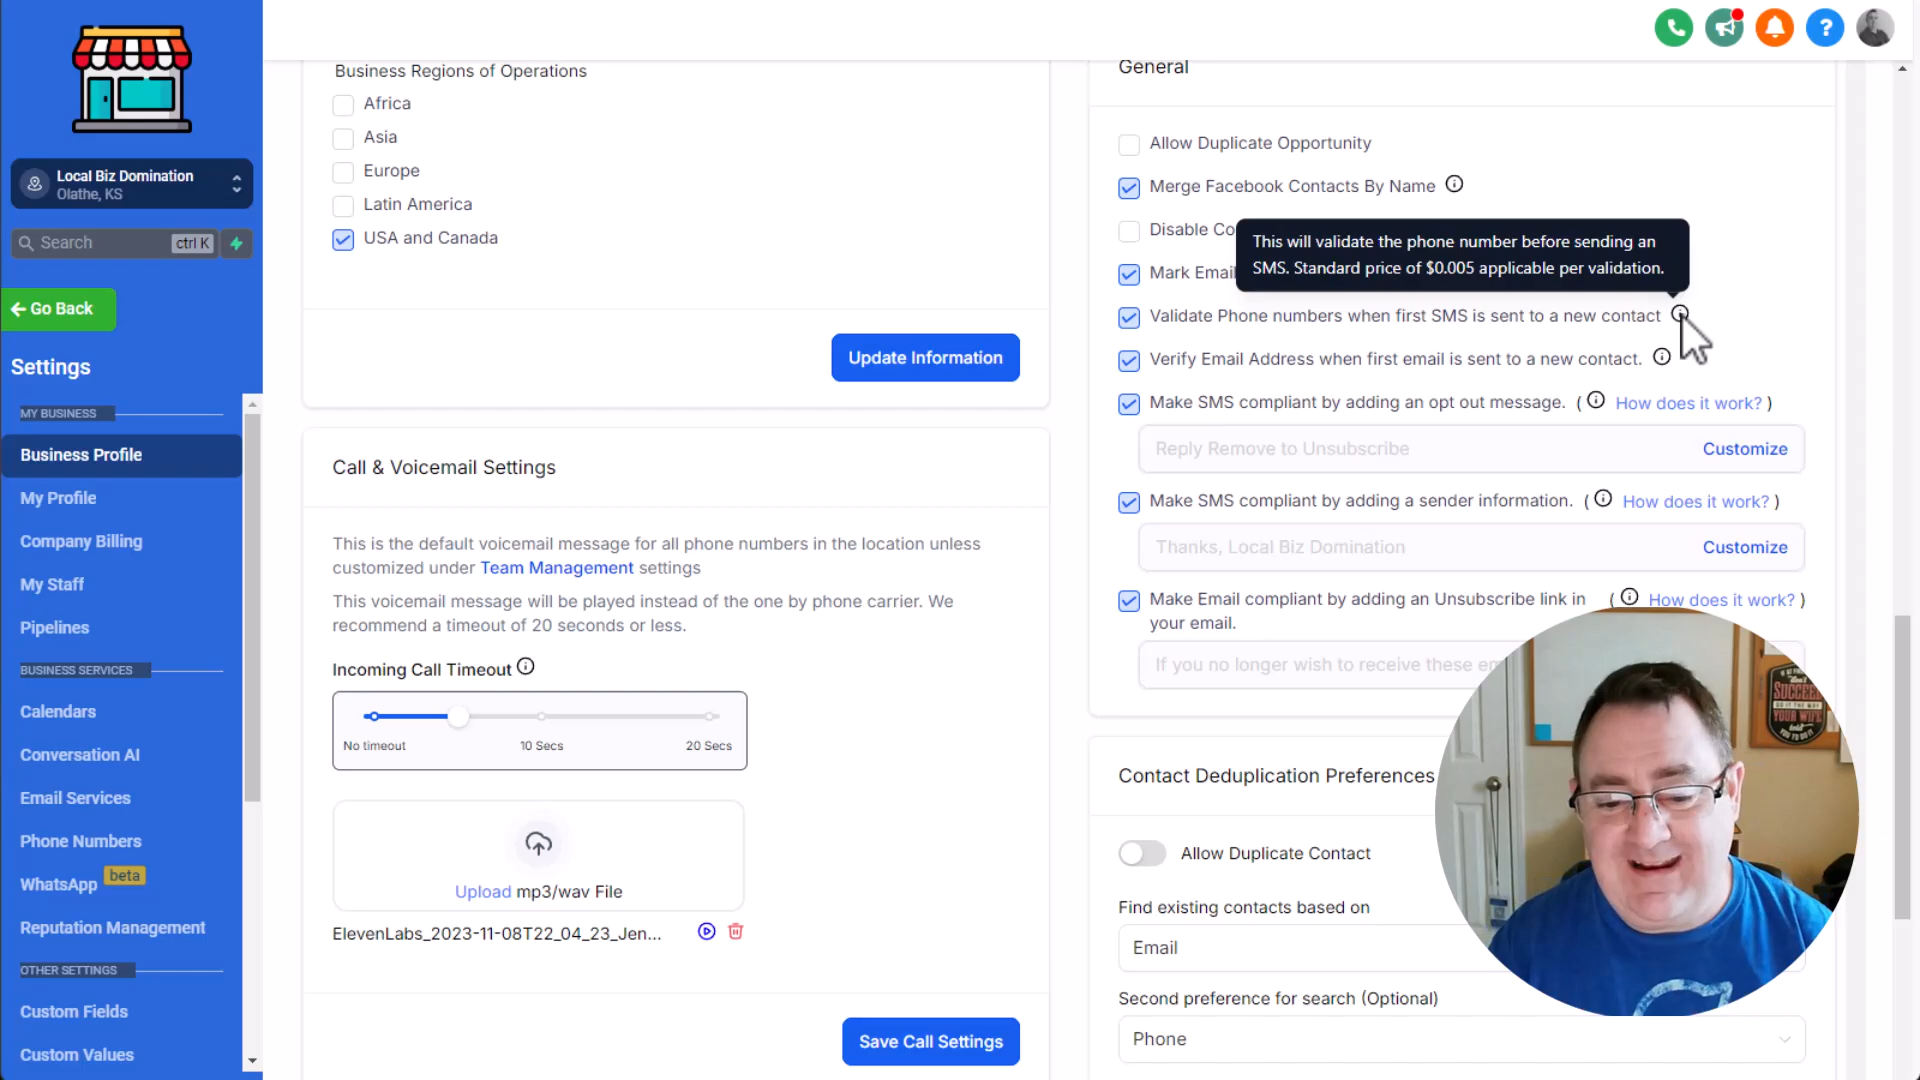 Local Biz Domination
Olathe, KS
Search
ctrl K
Go Back
Settings
MY BUSINESS
Business Profile
My Profile
Company Billing
My Staff
Pipelines
BUSINESS SERVICES
Calendars
Conversation AI
Email Services
Phone Numbers
WhatsApp beta
Reputation Management
OTHER SETTINGS
Custom Fields
Custom Values
Business Regions of Operations
Africa
Asia
Europe
Latin America
USA and Canada
Update Information
Call & Voicemail Settings
This is the default voicemail message for all phone numbers in the location unless
customized under Team Management settings
This voicemail message will be played instead of the one by phone carrier. We
recommend a timeout of 20 seconds or less.
Incoming Call Timeout
No timeout
10 Secs
20 Secs
Upload mp3/wav File
ElevenLabs_2023-11-08T22_04_23_Jen...
Save Call Settings
General
Allow Duplicate Opportunity
Merge Facebook Contacts By Name
Disable Co
This will validate the phone number before sending an
SMS. Standard price of $0.005 applicable per validation.
Mark Email
Validate Phone numbers when first SMS is sent to a new contact
Verify Email Address when first email is sent to a new contact.
Make SMS compliant by adding an opt out message. ( How does it work? )
Reply Remove to Unsubscribe
Customize
Make SMS compliant by adding a sender information. ( How does it work? )
Thanks, Local Biz Domination
Customize
Make Email compliant by adding an Unsubscribe link in ( How does it work? )
your email.
If you no longer wish to receive these em
SUCCEED
YOUR WIFE
Contact Deduplication Preferences
Allow Duplicate Contact
Find existing contacts based on
Email
Second preference for search (Optional)
Phone